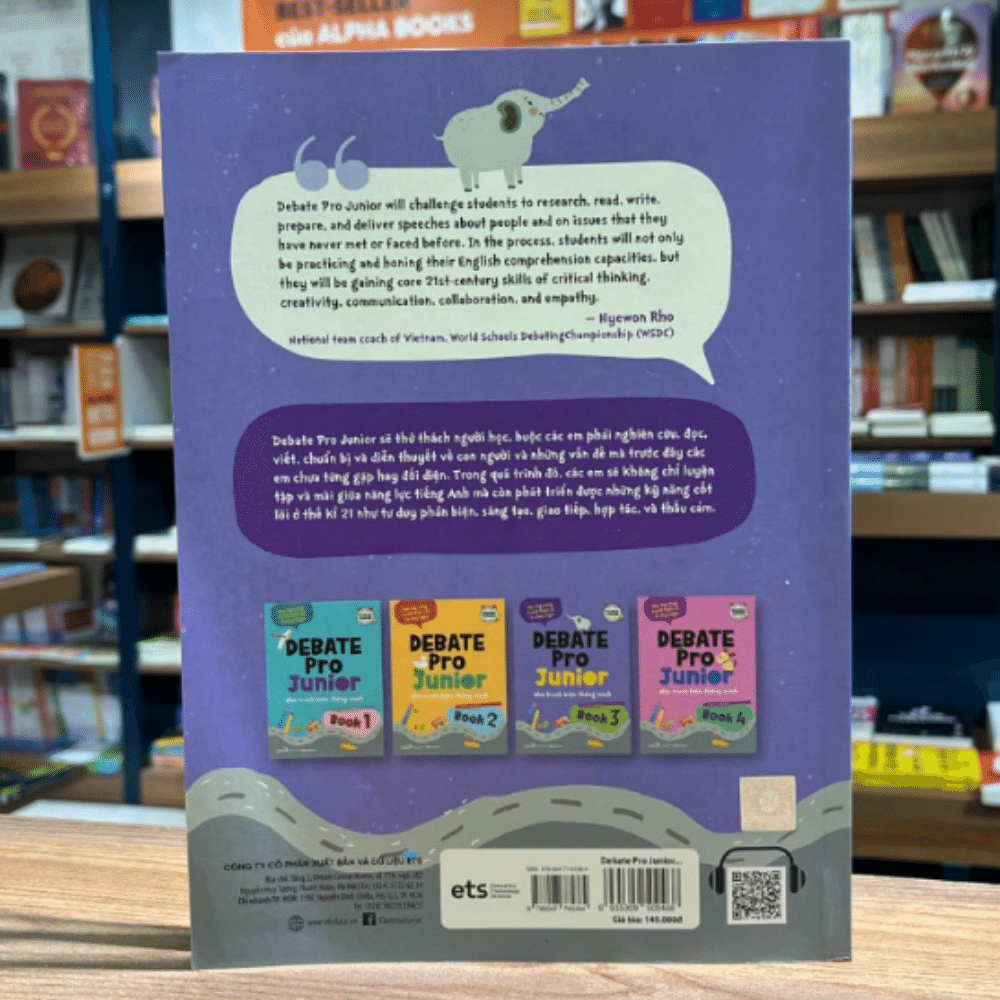 BEST-SELLER
của ALPHA BOOKS
Debate Pro Junior will challenge students to research, read, write,
prepare, and deliver speeches about people and on issues that they
have never met or faced before. In the process, students will not only
be practicing and honing their English comprehension capacities, but
they will be gaining core 21st-century skills of critical thinking,
creativity, communication, collaboration, and empathy.
— Hyewon Rho
National team coach of Vietnam, World Schools DebatingChampionship (WSDC)
Debate Pro Junior sẽ thử thách người học, buộc các em phải nghiên cứu, đọc,
viết, chuẩn bị và diễn thuyết về con người và những vấn đề mà trước đây các
em chưa từng gặp hay đối diện. Trong quá trình đó, các em sẽ không chỉ luyện
tập và mài giũa năng lực tiếng Anh mà còn phát triển được những kỹ năng cốt
lõi ở thế kỉ 21 như tư duy phản biện, sáng tạo, giao tiếp, hợp tác, và thấu cảm.
DEBATE
Pro
Junior
Book 1
DEBATE
Pro
Junior
Book 2
DEBATE
Pro
Junior
Book 3
DEBATE
Pro
Junior
Book 4
CÔNG TY CỔ PHẦN XUẤT BẢN VÀ DỮ LIỆU ETS
ets
Debate Pro Junior...
Giá bìa: 149.000đ